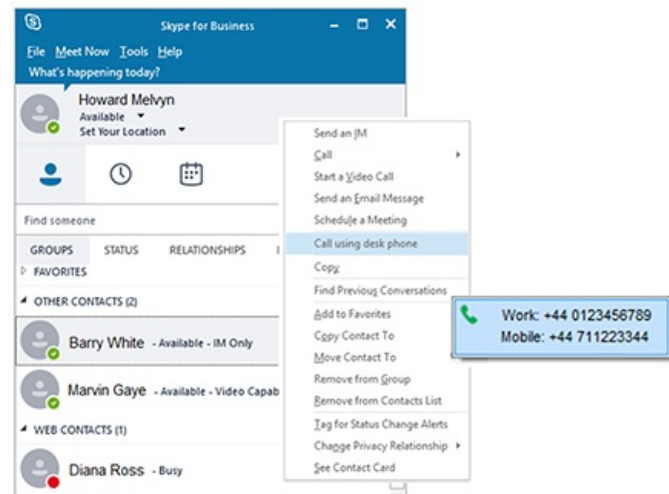 Skype for Business
File Meet Now Tools Help
What's happening today?
Howard Melvyn
Available
Set Your Location
Find someone
GROUPS STATUS RELATIONSHIPS
FAVORITES
OTHER CONTACTS (2)
Barry White - Available - IM Only
Marvin Gaye - Available - Video Capab
WEB CONTACTS (1)
Diana Ross - Busy
Send an IM
Call
Start a Video Call
Send an Email Message
Schedule a Meeting
Call using desk phone
Copy
Find Previous Conversations
Add to Favorites
Copy Contact To
Move Contact To
Remove from Group
Remove from Contacts List
Tag for Status Change Alerts
Change Privacy Relationship
See Contact Card
Work: +44 0123456789
Mobile: +44 711223344